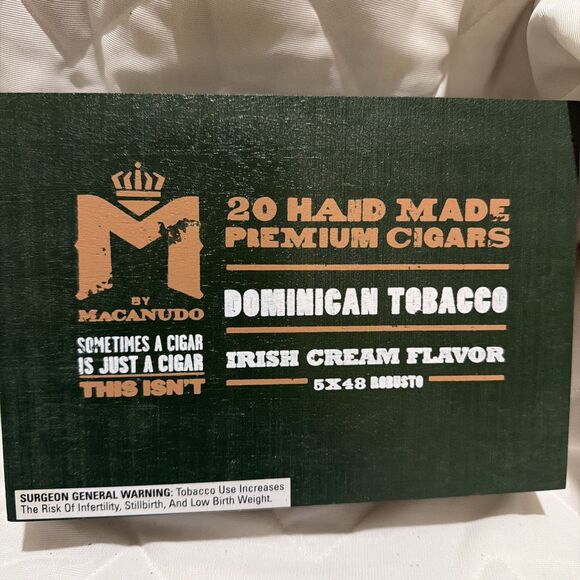 M
BY
MACANUDO
SOMETIMES A CIGAR
IS JUST A CIGAR
THIS ISN'T
20 HAND MADE
PREMIUM CIGARS
DOMINICAN TOBACCO
IRISH CREAM FLAVOR
5X48 ROBUSTO
SURGEON GENERAL WARNING: Tobacco Use Increases
The Risk Of Infertility, Stillbirth, And Low Birth Weight.